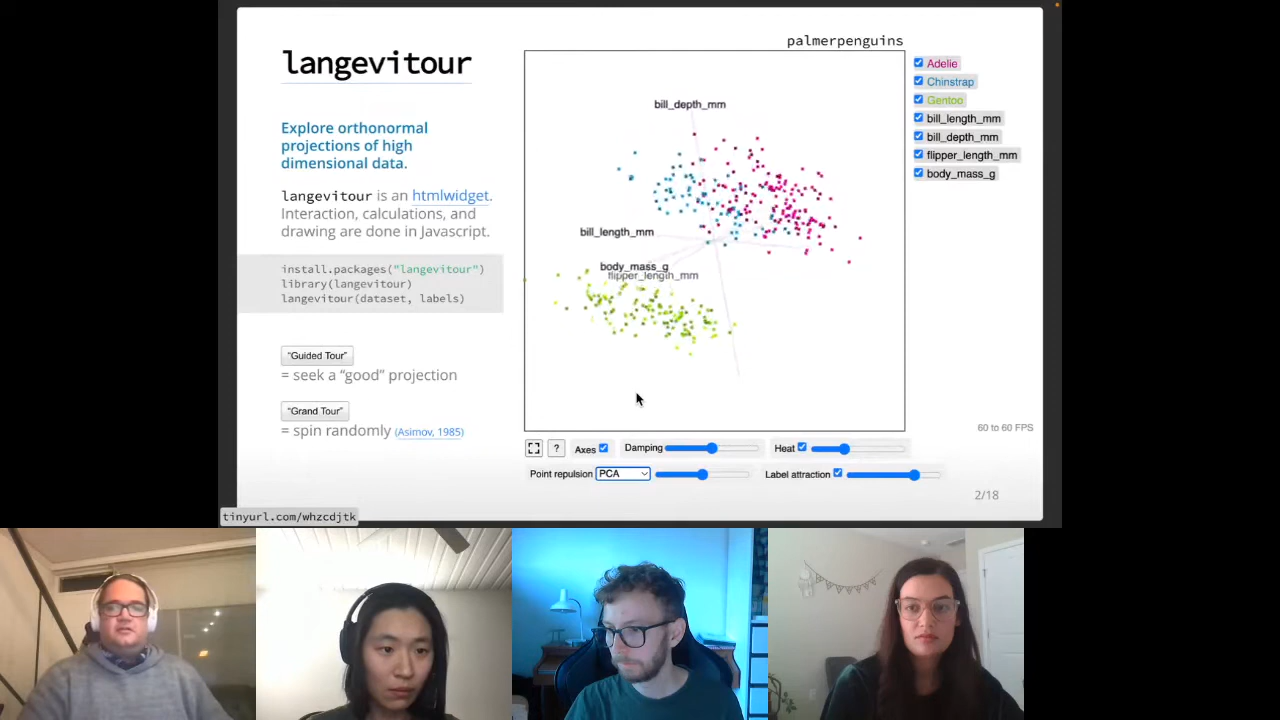 palmerpenguins
langevitour
Explore orthonormal
projections of high
dimensional data.
langevitour is an htmlwidget.
Interaction, calculations, and
drawing are done in Javascript.
install.packages("langevitour")
library(langevitour)
langevitour(dataset, labels)
"Guided Tour"
= seek a "good" projection
"Grand Tour"
= spin randomly (Asimov, 1985)
bill_depth_mm
bill_length_mm
body_mass_g
flipper_length_mm
Adelie
Chinstrap
Gentoo
bill_length_mm
bill_depth_mm
flipper_length_mm
body_mass_g
60 to 60 FPS
? Axes Damping Heat
Point repulsion PCA Label attraction
2/18
tinyurl.com/whzcdjtk